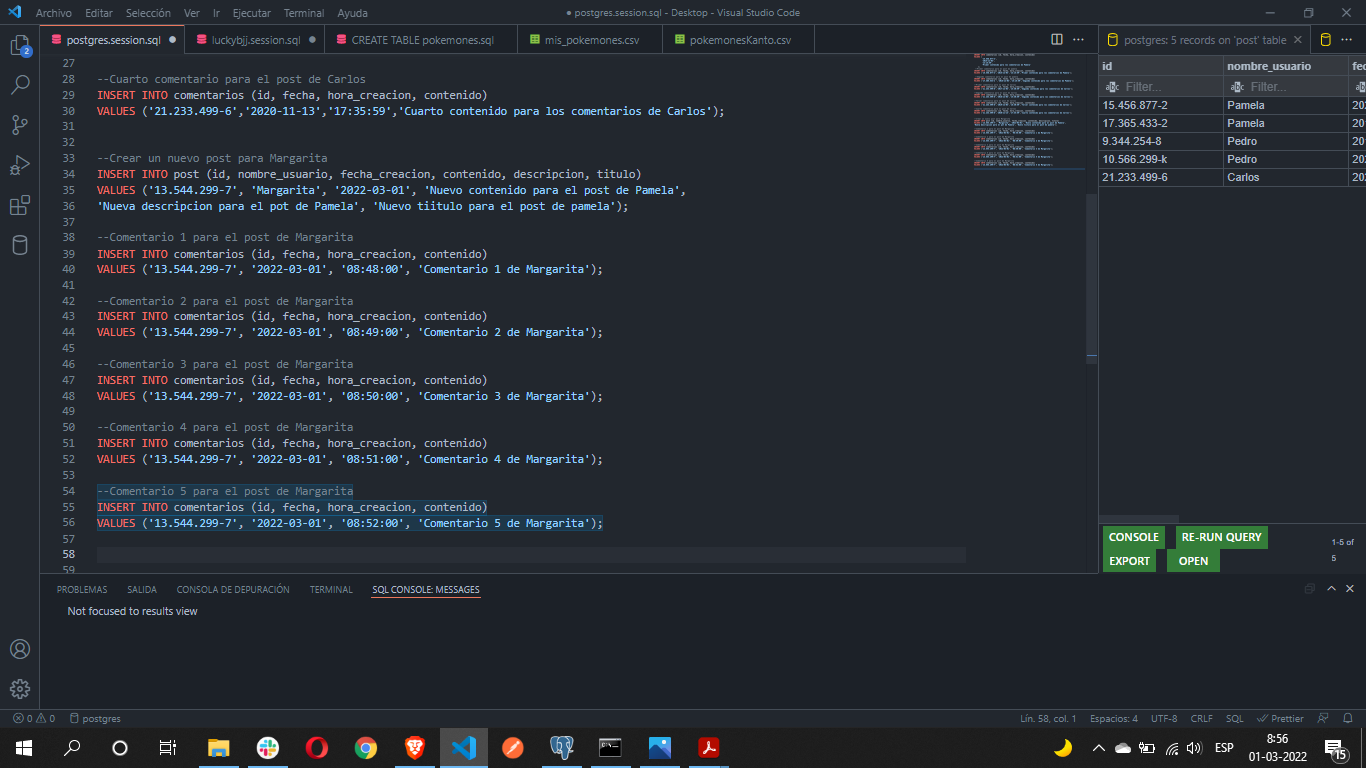 Archivo Editar Selección Ver Ir Ejecutar Terminal Ayuda
● postgres.session.sql - Desktop - Visual Studio Code
postgres.session.sql
luckybjj.session.sql
CREATE TABLE pokemones.sql
mis_pokemones.csv
pokemonesKanto.csv
2
27
28 --Cuarto comentario para el post de Carlos
29 INSERT INTO comentarios (id, fecha, hora_creacion, contenido)
30 VALUES ('21.233.499-6','2020-11-13','17:35:59','Cuarto contenido para los comentarios de Carlos');
31
32
33 --Crear un nuevo post para Margarita
34 INSERT INTO post (id, nombre_usuario, fecha_creacion, contenido, descripcion, titulo)
35 VALUES ('13.544.299-7', 'Margarita', '2022-03-01', 'Nuevo contenido para el post de Pamela',
36 'Nueva descripcion para el pot de Pamela', 'Nuevo tiitulo para el post de pamela');
37
38 --Comentario 1 para el post de Margarita
39 INSERT INTO comentarios (id, fecha, hora_creacion, contenido)
40 VALUES ('13.544.299-7', '2022-03-01', '08:48:00', 'Comentario 1 de Margarita');
41
42 --Comentario 2 para el post de Margarita
43 INSERT INTO comentarios (id, fecha, hora_creacion, contenido)
44 VALUES ('13.544.299-7', '2022-03-01', '08:49:00', 'Comentario 2 de Margarita');
45
46 --Comentario 3 para el post de Margarita
47 INSERT INTO comentarios (id, fecha, hora_creacion, contenido)
48 VALUES ('13.544.299-7', '2022-03-01', '08:50:00', 'Comentario 3 de Margarita');
49
50 --Comentario 4 para el post de Margarita
51 INSERT INTO comentarios (id, fecha, hora_creacion, contenido)
52 VALUES ('13.544.299-7', '2022-03-01', '08:51:00', 'Comentario 4 de Margarita');
53
54 --Comentario 5 para el post de Margarita
55 INSERT INTO comentarios (id, fecha, hora_creacion, contenido)
56 VALUES ('13.544.299-7', '2022-03-01', '08:52:00', 'Comentario 5 de Margarita');
57
58
59
postgres: 5 records on 'post' table
id nombre_usuario fec
Filter... Filter...
15.456.877-2 Pamela 202
17.365.433-2 Pamela 201
9.344.254-8 Pedro 201
10.566.299-k Pedro 202
21.233.499-6 Carlos 202
CONSOLE RE-RUN QUERY
EXPORT OPEN
1-5 of
5
PROBLEMAS SALIDA CONSOLA DE DEPURACIÓN TERMINAL SQL CONSOLE: MESSAGES
Not focused to results view
0 0 postgres
Lín. 58, col. 1 Espacios: 4 UTF-8 CRLF SQL Prettier
ESP
8:56
01-03-2022
15